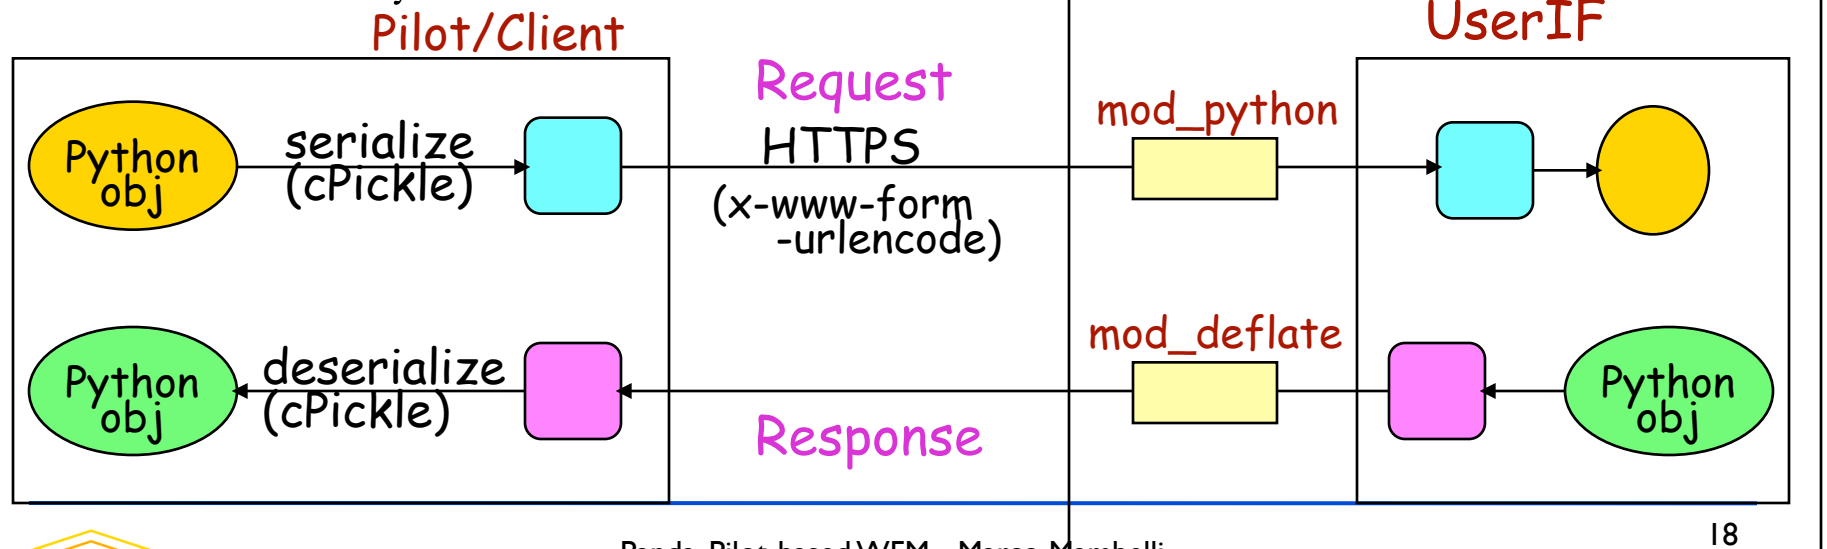 Pilot/Client
UserIF
Request
mod_python
Python
obj
serialize
(cPickle)
HTTPS
(x-www-form
-urlencode)
mod_deflate
Python
obj
deserialize
(cPickle)
Python
obj
Response
18